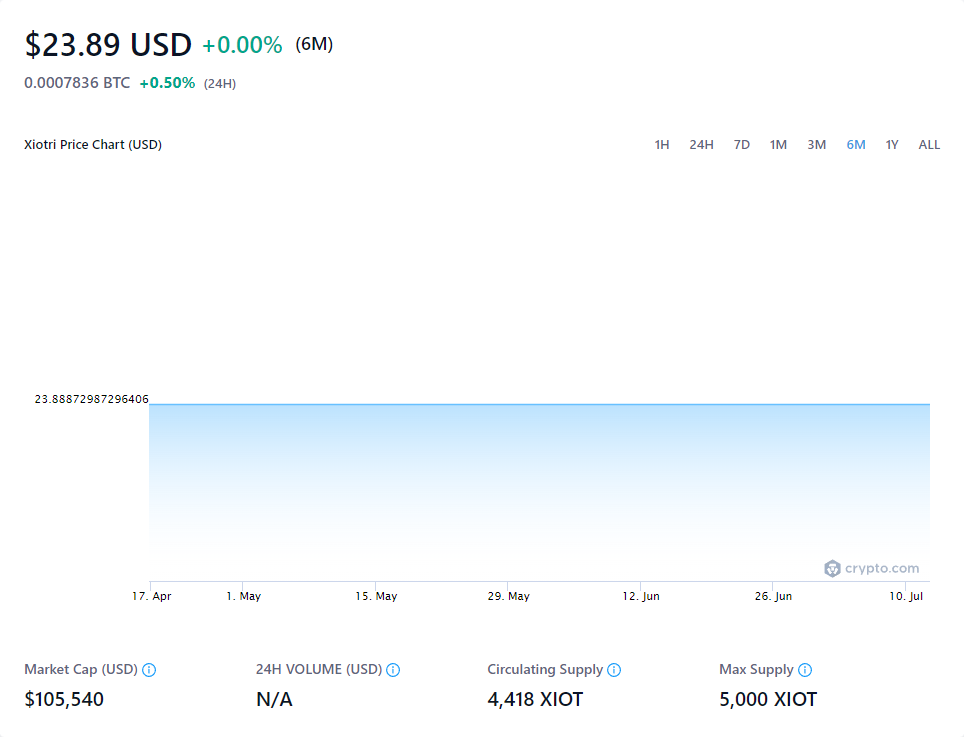 $23.89 USD +0.00% (6M)
0.0007836 BTC +0.50% (24H)
Xiotri Price Chart (USD) 1H 24H 7D 1M 3M 6M 1Y ALL
23.88872987296406
crypto.com
17. Apr 1. May 15. May 29. May 12. Jun 26. Jun 10. Jul
Market Cap (USD) 24H VOLUME (USD) Circulating Supply Max Supply
$105,540 N/A 4,418 XIOT 5,000 XIOT